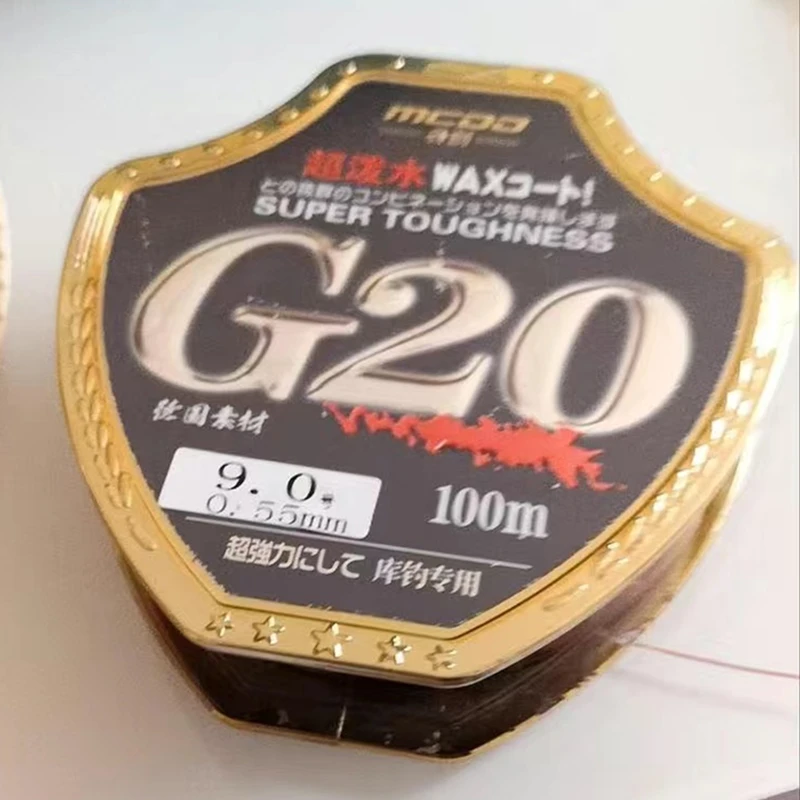 mcoa
超泼水 WAXコート!
との抜群のコンビネーションを発揮します
SUPER TOUGHNESS
G20
德国素材
9.0号
0.55mm
100m
超強力にして 库钓专用